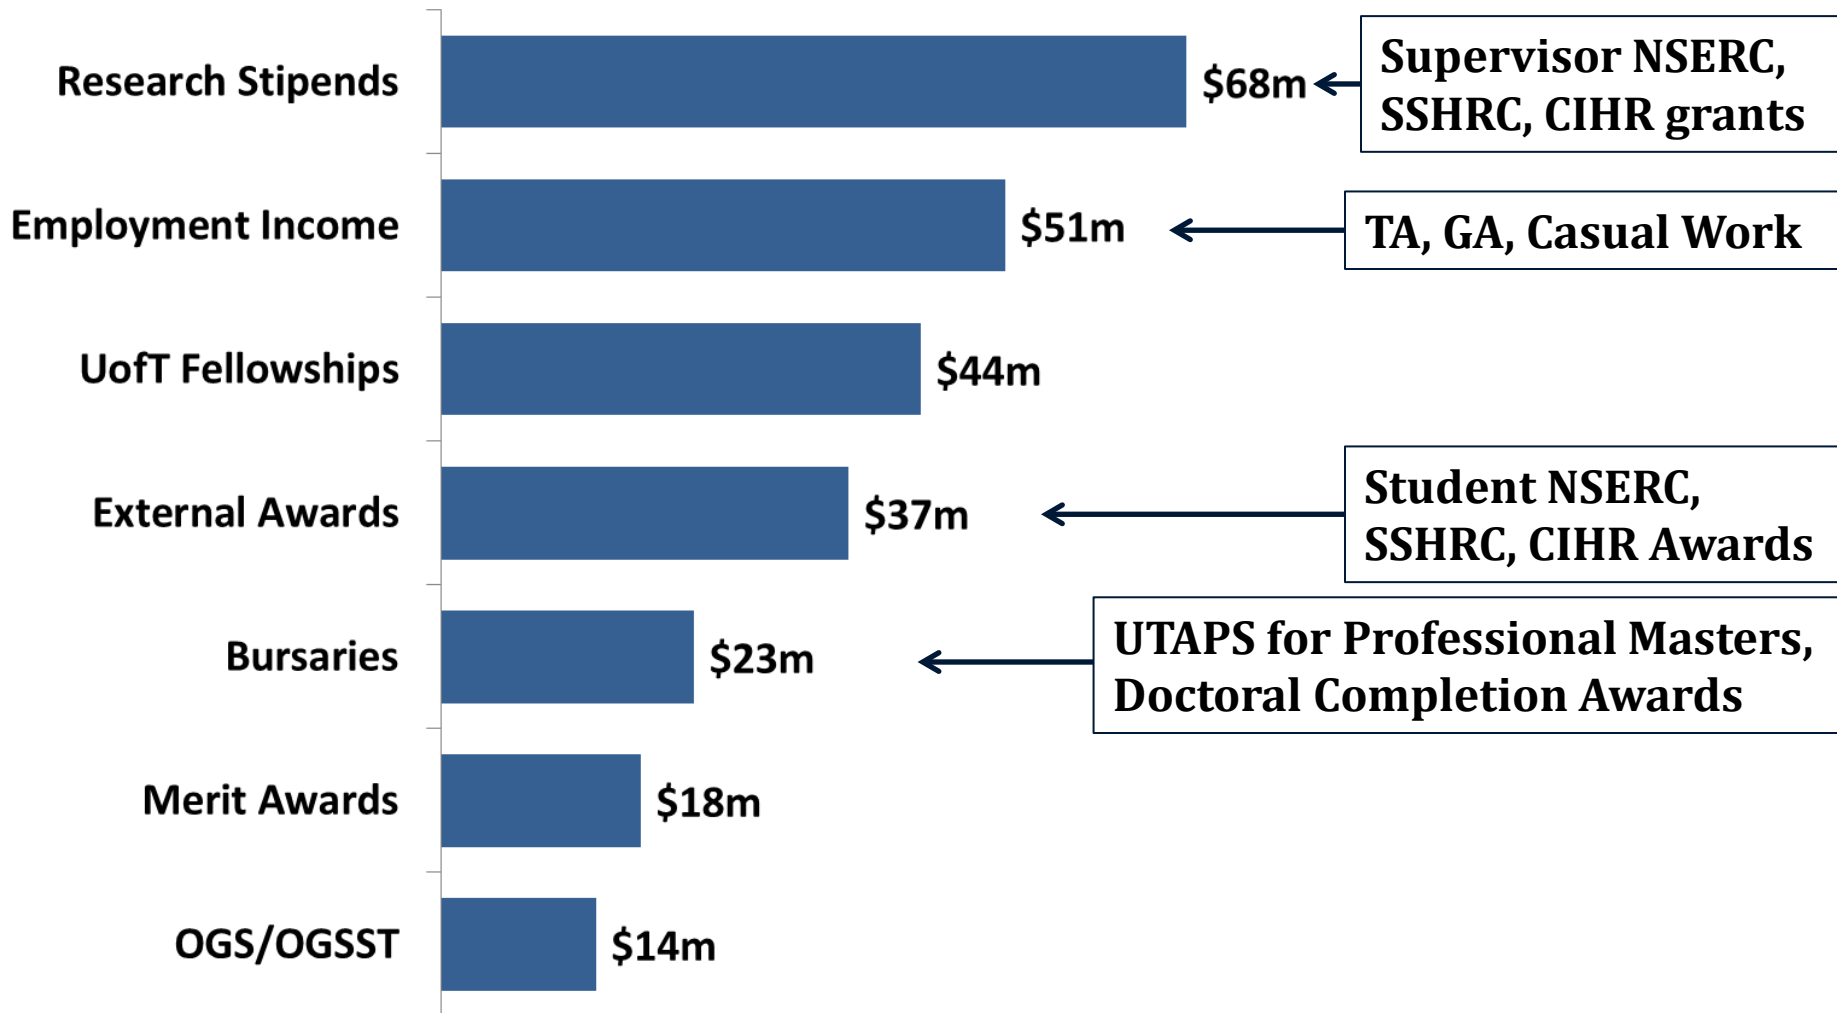 Research Stipends
$68m
Supervisor NSERC,
SSHRC, CIHR grants
Employment Income
$51m
TA, GA, Casual Work
UofT Fellowships
$44m
External Awards
$37m
Student NSERC,
SSHRC, CIHR Awards
Bursaries
$23m
UTAPS for Professional Masters,
Doctoral Completion Awards
Merit Awards
$18m
OGS/OGSST
$14m